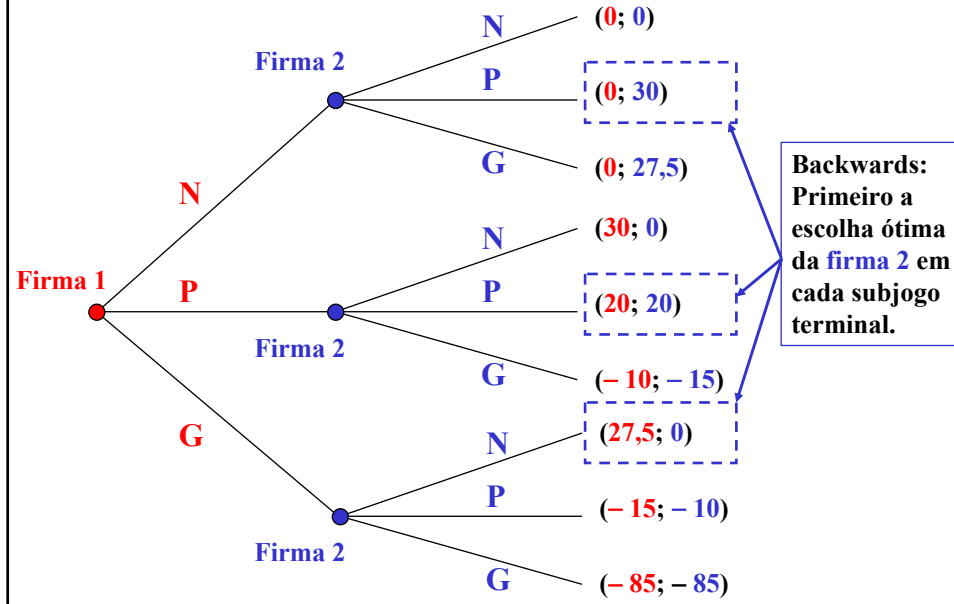 N
(0; 0)
Firma 2
P
(0; 30)
G
(0; 27,5)
N
Backwards:
Primeiro a
escolha ótima
da firma 2 em
cada subjogo
terminal.
N
(30; 0)
Firma 1
P
P
(20; 20)
Firma 2
G
(– 10; – 15)
G
N
(27,5; 0)
P
(– 15; – 10)
Firma 2
G
(– 85; – 85)